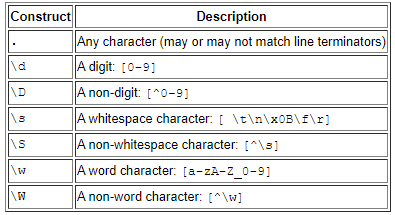 Construct Description
. Any character (may or may not match line terminators)
\d A digit: [0-9]
\D A non-digit: [^0-9]
\s A whitespace character: [ \t\n\x0B\f\r]
\S A non-whitespace character: [^\s]
\w A word character: [a-zA-Z_0-9]
\W A non-word character: [^\w]